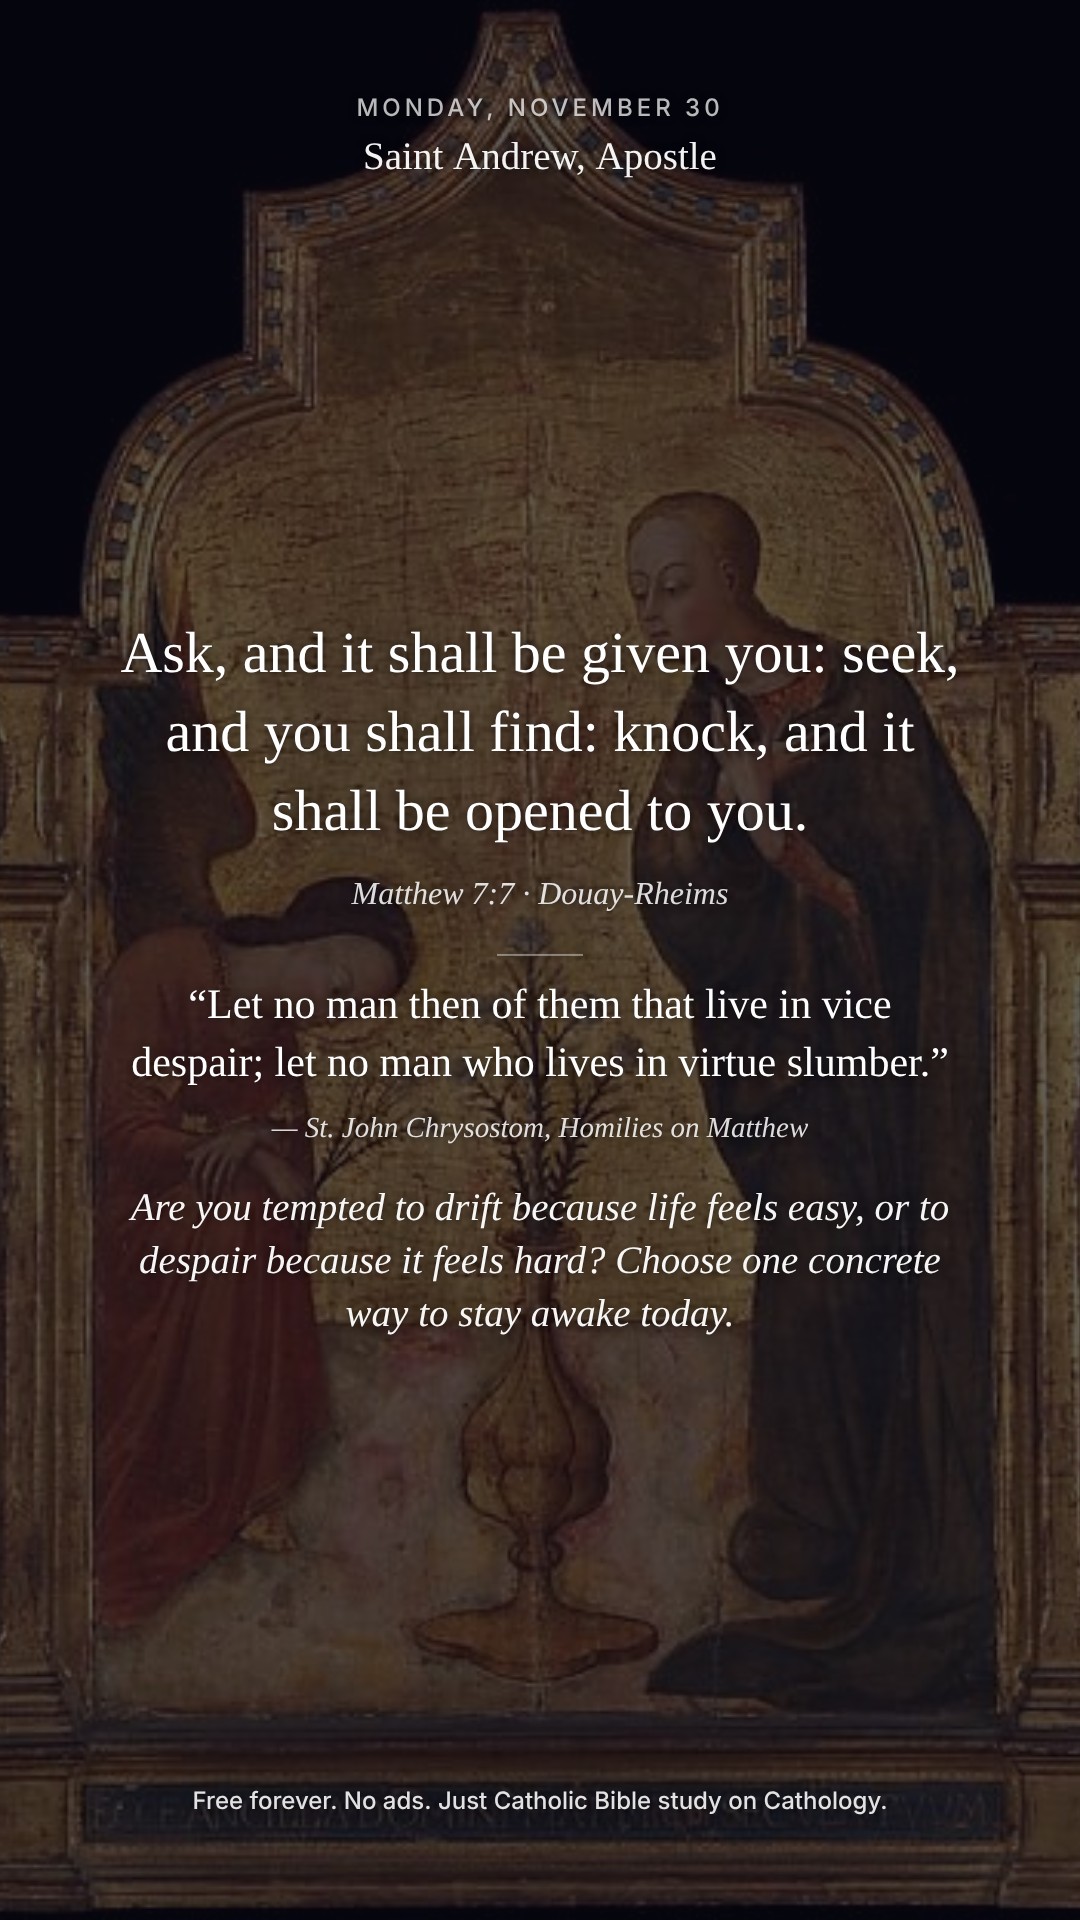 MONDAY, NOVEMBER 30
Saint Andrew, Apostle
Ask, and it shall be given you: seek,
and you shall find: knock, and it
shall be opened to you.
Matthew 7:7 · Douay-Rheims
“Let no man then of them that live in vice
despair; let no man who lives in virtue slumber.”
— St. John Chrysostom, Homilies on Matthew
Are you tempted to drift because life feels easy, or to
despair because it feels hard? Choose one concrete
way to stay awake today.
Free forever. No ads. Just Catholic Bible study on Cathology.